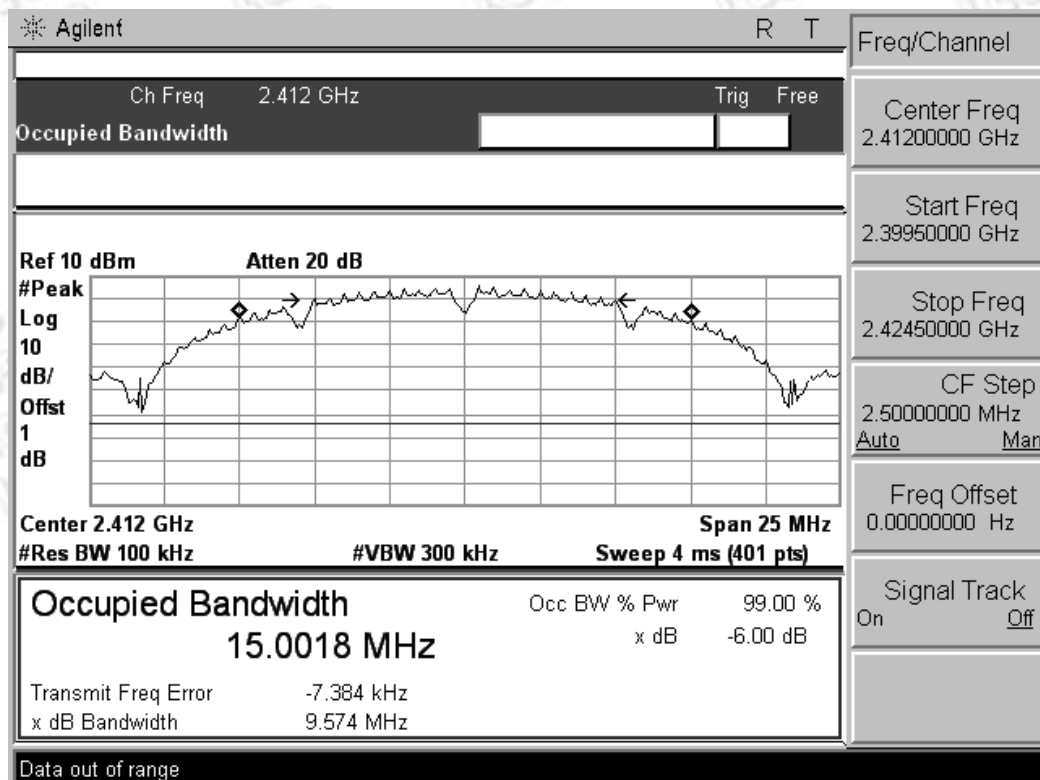 Agilent R T
Freq/Channel
Ch Freq 2.412 GHz Trig Free
Occupied Bandwidth
Center Freq
2.41200000 GHz
Start Freq
2.39950000 GHz
Stop Freq
2.42450000 GHz
CF Step
2.50000000 MHz
Auto Man
Freq Offset
0.00000000 Hz
Signal Track
On Off
Ref 10 dBm Atten 20 dB
#Peak
Log
10
dB/
Offst
1
dB
Center 2.412 GHz Span 25 MHz
#Res BW 100 kHz #VBW 300 kHz Sweep 4 ms (401 pts)
Occupied Bandwidth Occ BW % Pwr 99.00 %
15.0018 MHz x dB -6.00 dB
Transmit Freq Error -7.384 kHz
x dB Bandwidth 9.574 MHz
Data out of range